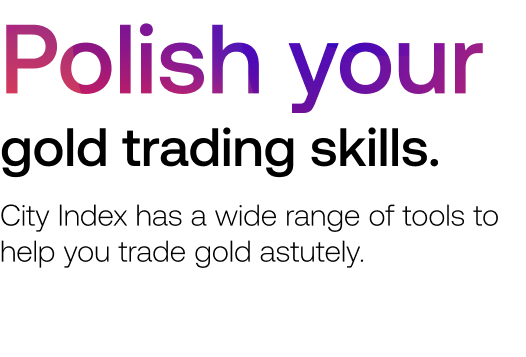 Polish your
gold trading skills.
City Index has a wide range of tools to
help you trade gold astutely.